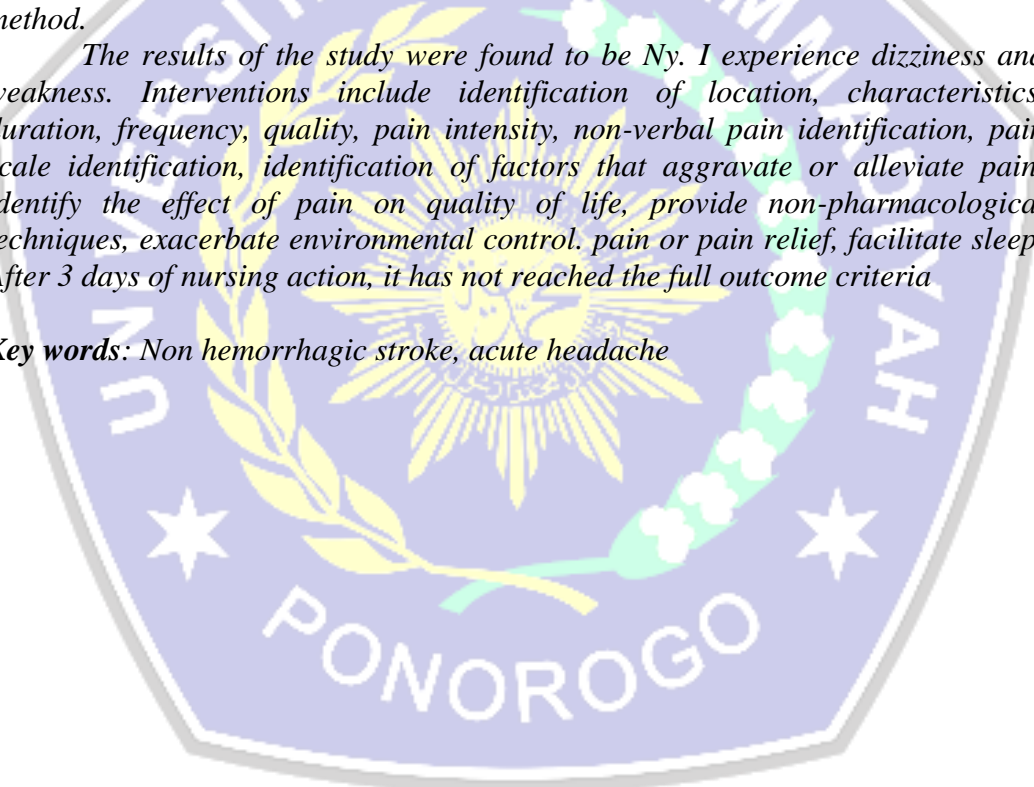 method.
The results of the study were found to be Ny. I experience dizziness and
weakness. Interventions include identification of location, characteristics,
duration, frequency, quality, pain intensity, non-verbal pain identification, pain
scale identification, identification of factors that aggravate or alleviate pain,
identify the effect of pain on quality of life, provide non-pharmacological
techniques, exacerbate environmental control. pain or pain relief, facilitate sleep.
After 3 days of nursing action, it has not reached the full outcome criteria
Key words: Non hemorrhagic stroke, acute headache
PONOROGO